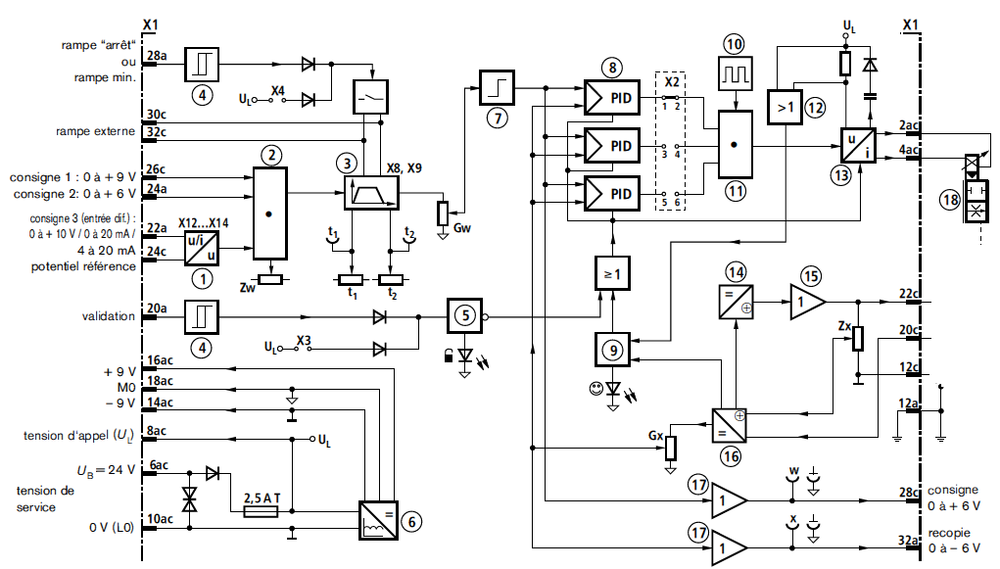 X1
rampe "arrêt"
ou
rampe min.
28a
4
U_L
X4
30c
rampe externe
32c
consigne 1 : 0 à + 9 V
26c
consigne 2: 0 à + 6 V
24a
consigne 3 (entrée dif.) :
0 à + 10 V / 0 à 20 mA /
4 à 20 mA
potentiel référence
22a
24c
X12...X14
u/i
u
1
2
Zw
3
X8, X9
t1
t2
t1
t2
Gw
validation
20a
4
U_L
X3
5
16ac
+ 9 V
M0
18ac
− 9 V
14ac
tension d'appel (U_L)
8ac
U_L
U_B = 24 V
6ac
tension de
service
2,5 A T
0 V (L0)
10ac
=
6
7
8
PID
PID
PID
X2
1 2
3 4
5 6
10
11
U_L
>1
12
u
i
13
X1
2ac
4ac
18
≥ 1
9
14
=
15
1
22c
Zx
20c
12c
12a
Gx
=
16
17
1
w
28c
consigne
0 à + 6 V
17
1
x
32a
recopie
0 à − 6 V